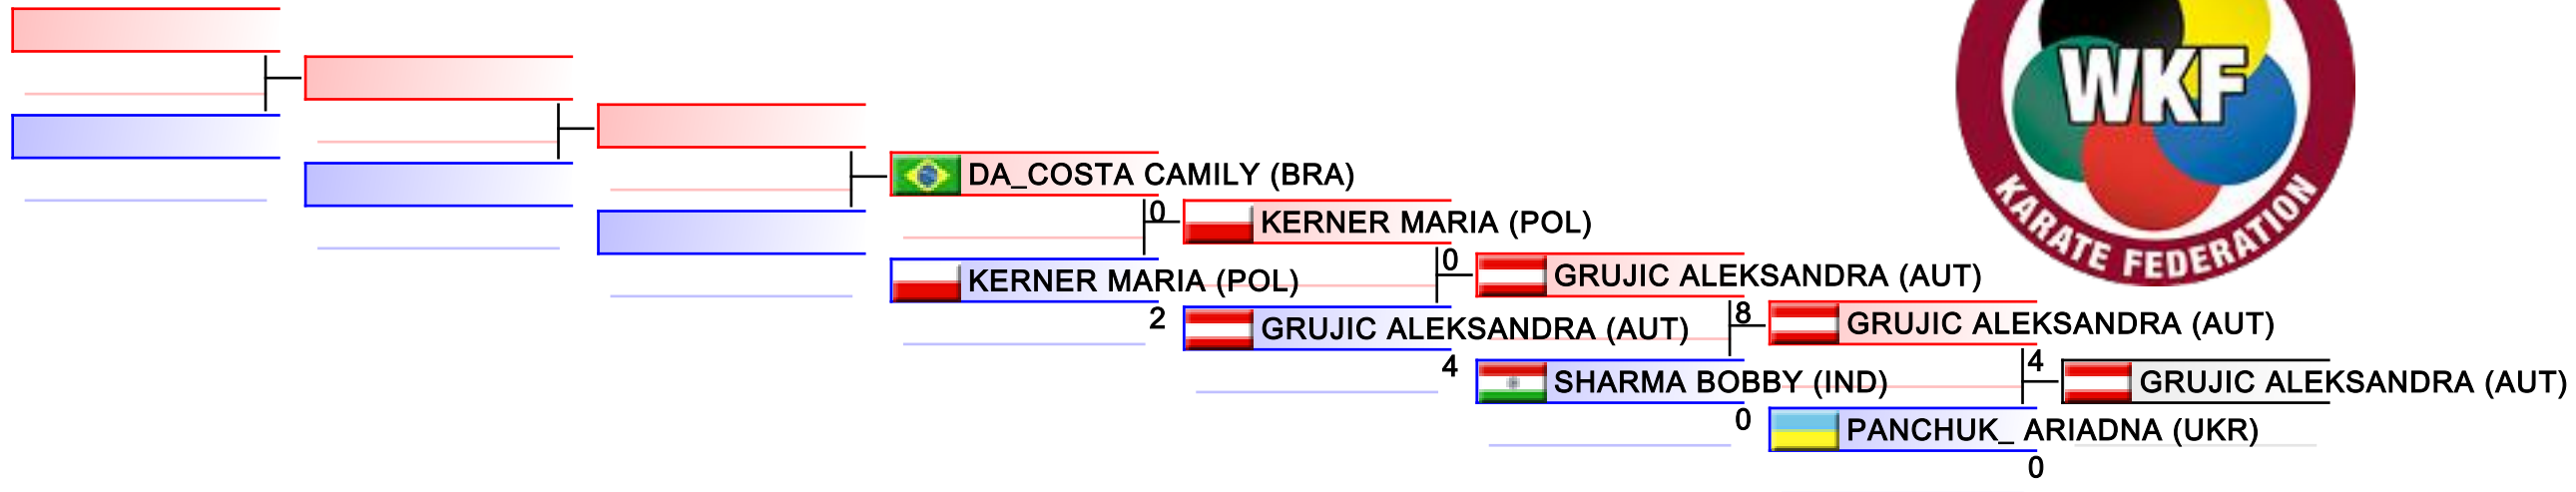 WKF
KARATE FEDERATION
DA_COSTA CAMILY (BRA)
0
KERNER MARIA (POL)
KERNER MARIA (POL)
2
0
GRUJIC ALEKSANDRA (AUT)
GRUJIC ALEKSANDRA (AUT)
4
8
GRUJIC ALEKSANDRA (AUT)
SHARMA BOBBY (IND)
0
4
GRUJIC ALEKSANDRA (AUT)
PANCHUK_ ARIADNA (UKR)
0